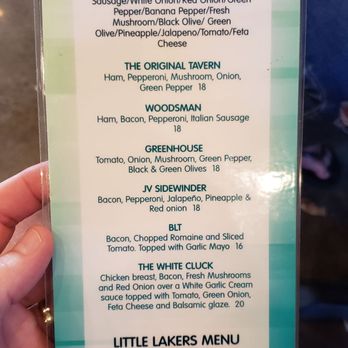 Sausage/White Onion/Red Onion/Green
Pepper/Banana Pepper/Fresh
Mushroom/Black Olive/ Green
Olive/Pineapple/Jalapeno/Tomato/Feta
Cheese
THE ORIGINAL TAVERN
Ham, Pepperoni, Mushroom, Onion,
Green Pepper 18
WOODSMAN
Ham, Bacon, Pepperoni, Italian Sausage
18
GREENHOUSE
Tomato, Onion, Mushroom, Green Pepper,
Black & Green Olives 18
JV SIDEWINDER
Bacon, Pepperoni, Jalapeño, Pineapple &
Red onion 18
BLT
Bacon, Chopped Romaine and Sliced
Tomato. Topped with Garlic Mayo 16
THE WHITE CLUCK
Chicken breast, Bacon, Fresh Mushrooms
and Red Onion over a White Garlic Cream
sauce topped with Tomato, Green Onion,
Feta Cheese and Balsamic glaze. 20
LITTLE LAKERS MENU